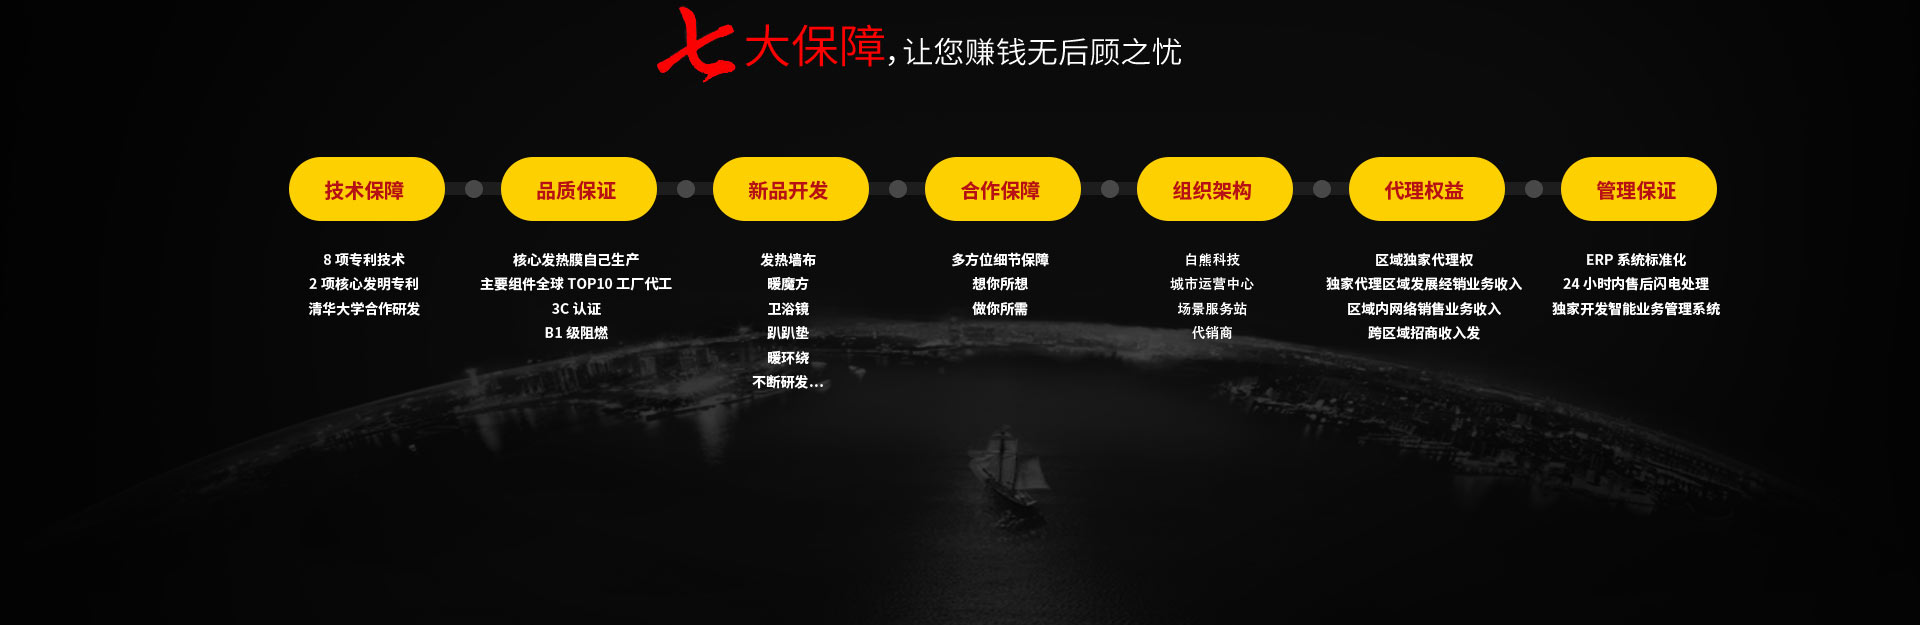 七大保障,让您赚钱无后顾之忧
技术保障
8 项专利技术
2 项核心发明专利
清华大学合作研发
品质保证
核心发热膜自己生产
主要组件全球 TOP10 工厂代工
3C 认证
B1 级阻燃
新品开发
发热墙布
暖魔方
卫浴镜
趴趴垫
暖环绕
不断研发...
合作保障
多方位细节保障
想你所想
做你所需
组织架构
白熊科技
城市运营中心
场景服务站
代销商
代理权益
区域独家代理权
独家代理区域发展经销业务收入
区域内网络销售业务收入
跨区域招商收入发
管理保证
ERP 系统标准化
24 小时内售后闪电处理
独家开发智能业务管理系统